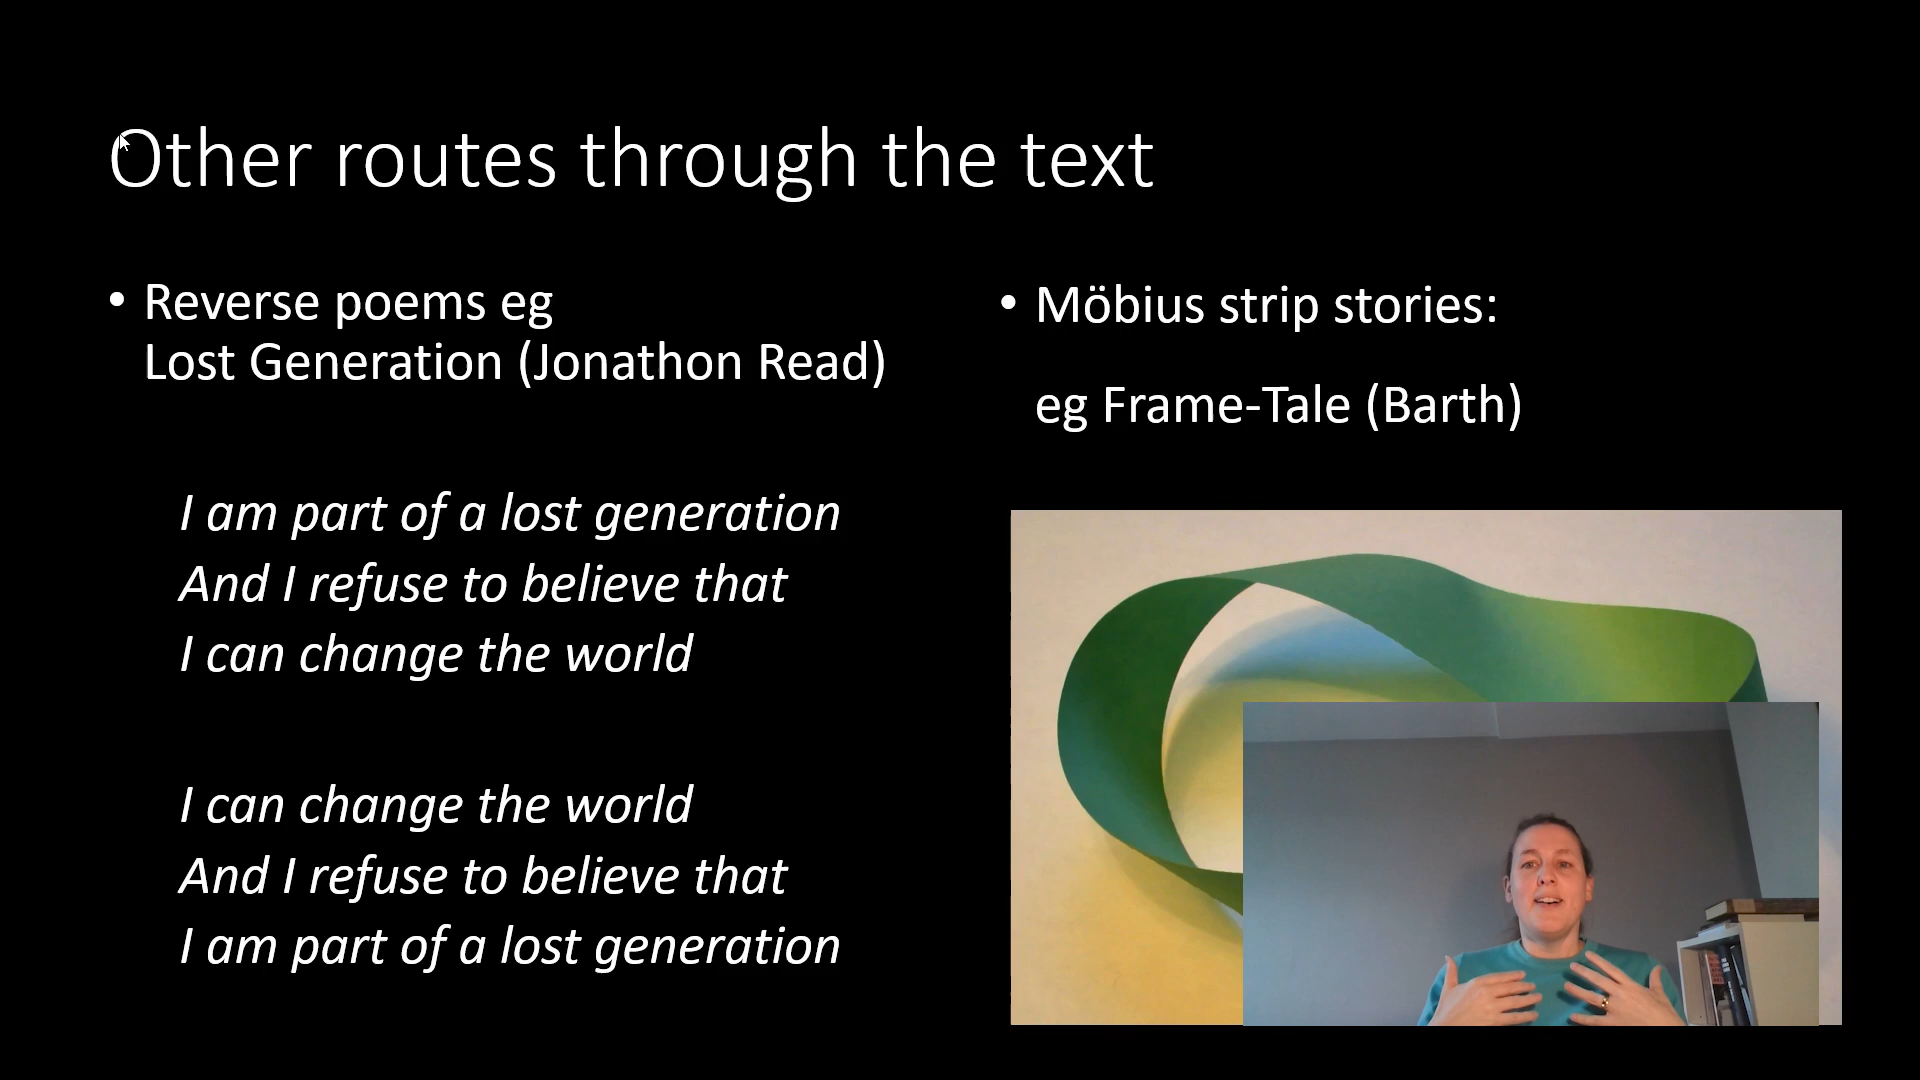 Other routes through the text
• Reverse poems eg
Lost Generation (Jonathon Read)
I am part of a lost generation
And I refuse to believe that
I can change the world
I can change the world
And I refuse to believe that
I am part of a lost generation
• Möbius strip stories:
eg Frame-Tale (Barth)